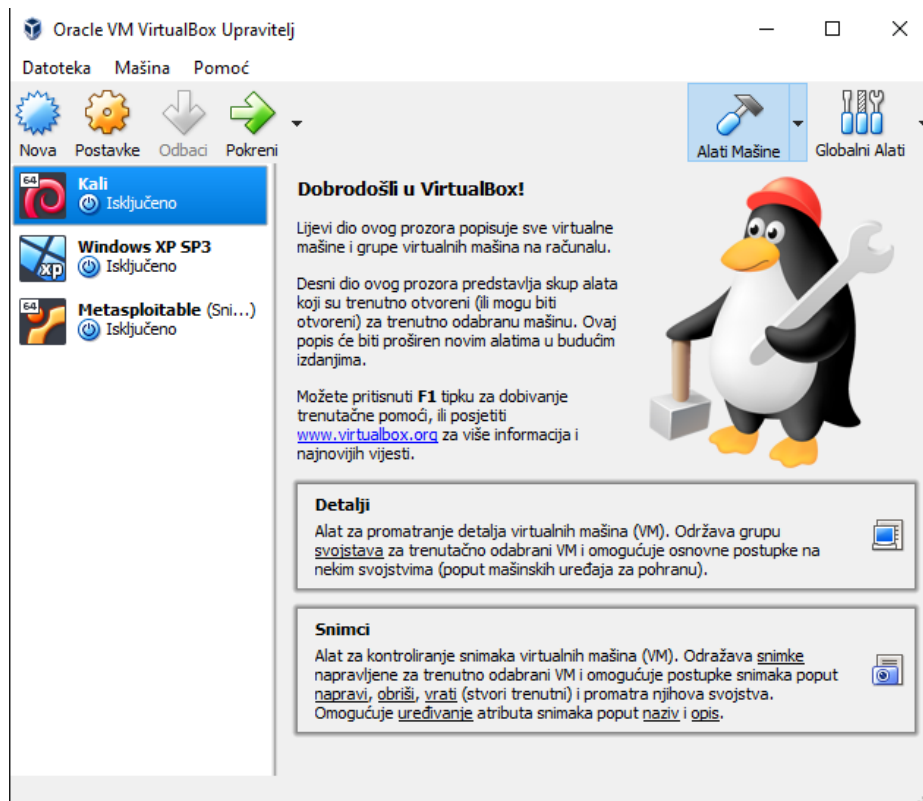 Oracle VM VirtualBox Upravitelj
Datoteka Mašina Pomoć
Nova Postavke Odbaci Pokreni Alati Mašine Globalni Alati
64
Kali
Isključeno
XP
Windows XP SP3
Isključeno
64
Metasploitable (Sni...)
Isključeno
Dobrodošli u VirtualBox!
Lijevi dio ovog prozora popisuje sve virtualne
mašine i grupe virtualnih mašina na računalu.
Desni dio ovog prozora predstavlja skup alata
koji su trenutno otvoreni (ili mogu biti
otvoreni) za trenutno odabranu mašinu. Ovaj
popis će biti proširen novim alatima u budućim
izdanjima.
Možete pritisnuti F1 tipku za dobivanje
trenutačne pomoći, ili posjetiti
www.virtualbox.org za više informacija i
najnovijih vijesti.
Detalji
Alat za promatranje detalja virtualnih mašina (VM). Održava grupu
svojstava za trenutačno odabrani VM i omogućuje osnovne postupke na
nekim svojstvima (poput mašinskih uređaja za pohranu).
Snimci
Alat za kontroliranje snimaka virtualnih mašina (VM). Odražava snimke
napravljene za trenutno odabrani VM i omogućuje postupke snimaka poput
napravi, obriši, vrati (stvori trenutni) i promatra njihova svojstva.
Omogućuje uređivanje atributa snimaka poput naziv i opis.